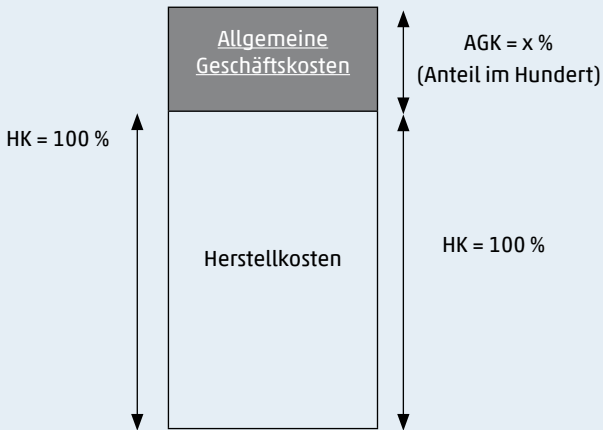 Allgemeine
Geschäftskosten
AGK = x %
(Anteil im Hundert)
HK = 100 %
Herstellkosten
HK = 100 %